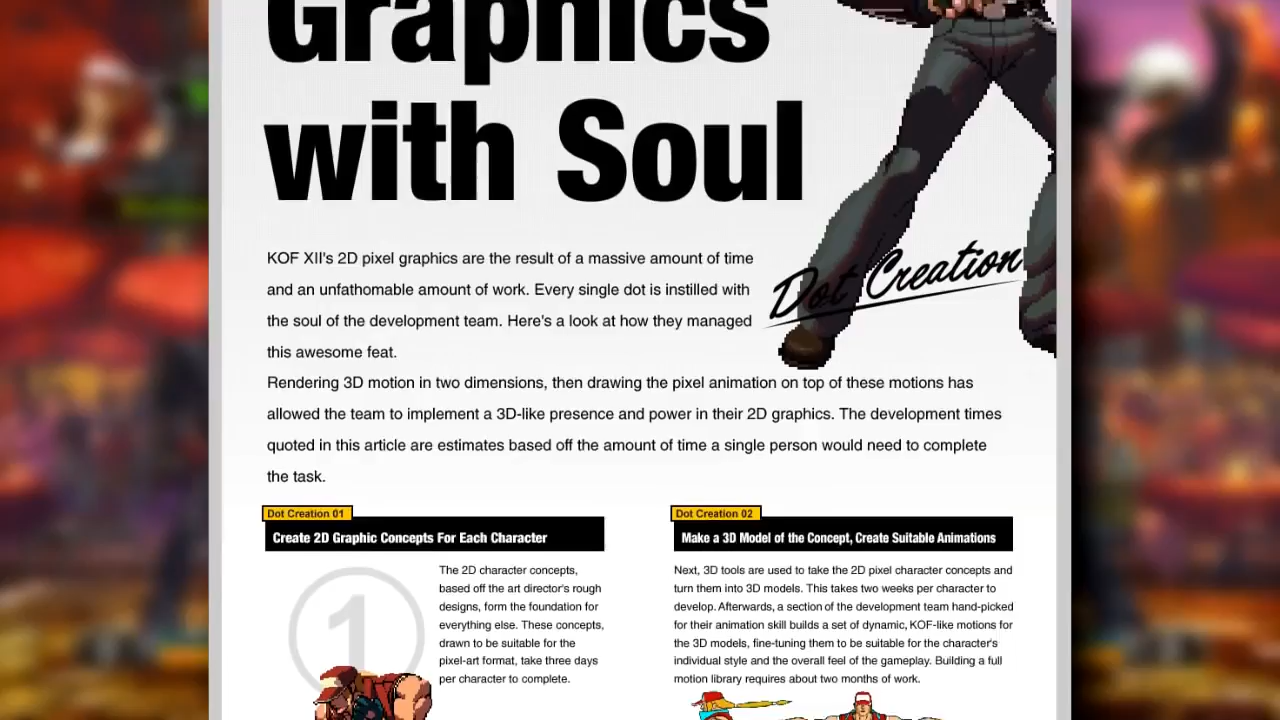 Graphics
with Soul
KOF XII's 2D pixel graphics are the result of a massive amount of time
and an unfathomable amount of work. Every single dot is instilled with
the soul of the development team. Here's a look at how they managed
this awesome feat.
Dot Creation
Rendering 3D motion in two dimensions, then drawing the pixel animation on top of these motions has
allowed the team to implement a 3D-like presence and power in their 2D graphics. The development times
quoted in this article are estimates based off the amount of time a single person would need to complete
the task.
Dot Creation 01
Create 2D Graphic Concepts For Each Character
1
The 2D character concepts,
based off the art director's rough
designs, form the foundation for
everything else. These concepts,
drawn to be suitable for the
pixel-art format, take three days
per character to complete.
Dot Creation 02
Make a 3D Model of the Concept, Create Suitable Animations
Next, 3D tools are used to take the 2D pixel character concepts and
turn them into 3D models. This takes two weeks per character to
develop. Afterwards, a section of the development team hand-picked
for their animation skill builds a set of dynamic, KOF-like motions for
the 3D models, fine-tuning them to be suitable for the character's
individual style and the overall feel of the gameplay. Building a full
motion library requires about two months of work.